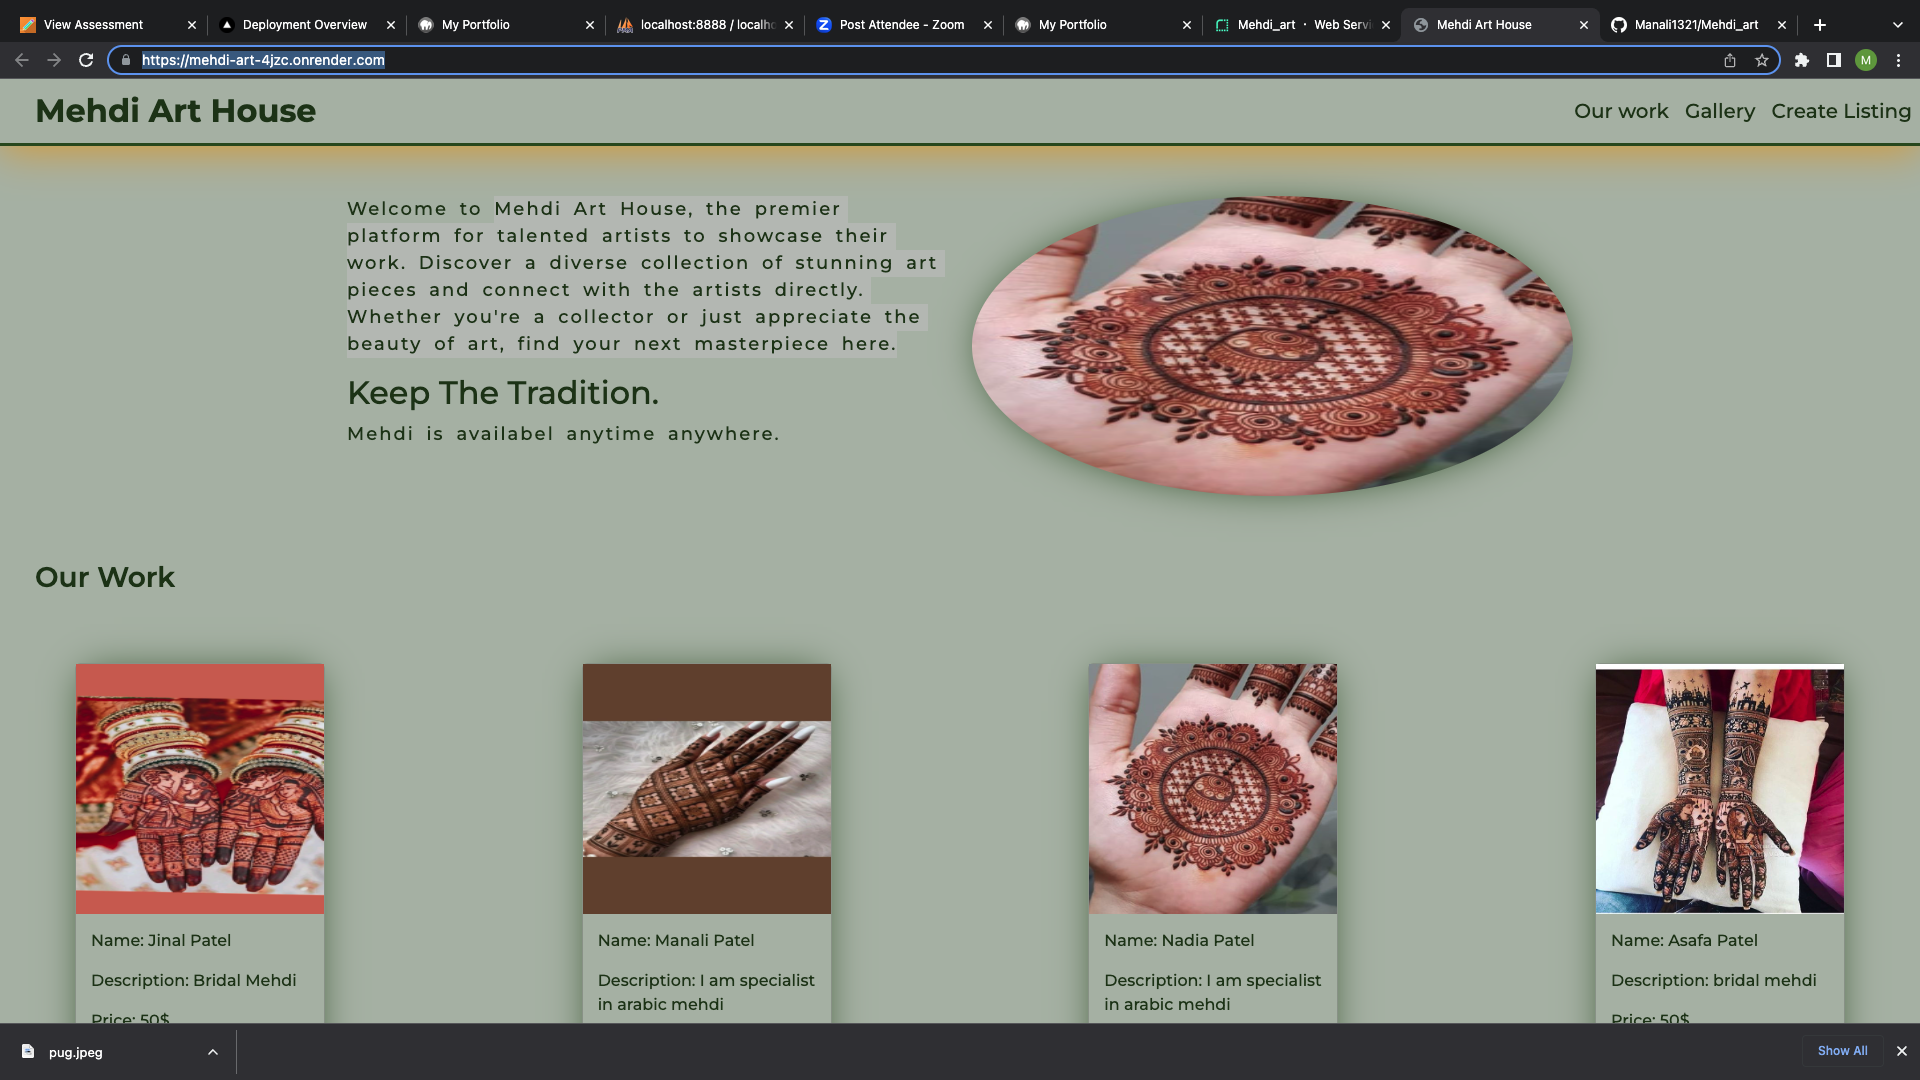 View Assessment
Deployment Overview
My Portfolio
localhost:8888 / localho
Post Attendee - Zoom
My Portfolio
Mehdi_art · Web Servi
Mehdi Art House
Manali1321/Mehdi_art
https://mehdi-art-4jzc.onrender.com
M
Mehdi Art House
Our work
Gallery
Create Listing
Welcome to Mehdi Art House, the premier
platform for talented artists to showcase their
work. Discover a diverse collection of stunning art
pieces and connect with the artists directly.
Whether you're a collector or just appreciate the
beauty of art, find your next masterpiece here.
Keep The Tradition.
Mehdi is availabel anytime anywhere.
Our Work
Name: Jinal Patel
Description: Bridal Mehdi
Price: 50$
Name: Manali Patel
Description: I am specialist
in arabic mehdi
Name: Nadia Patel
Description: I am specialist
in arabic mehdi
Name: Asafa Patel
Description: bridal mehdi
Price: 50$
pug.jpeg
Show All